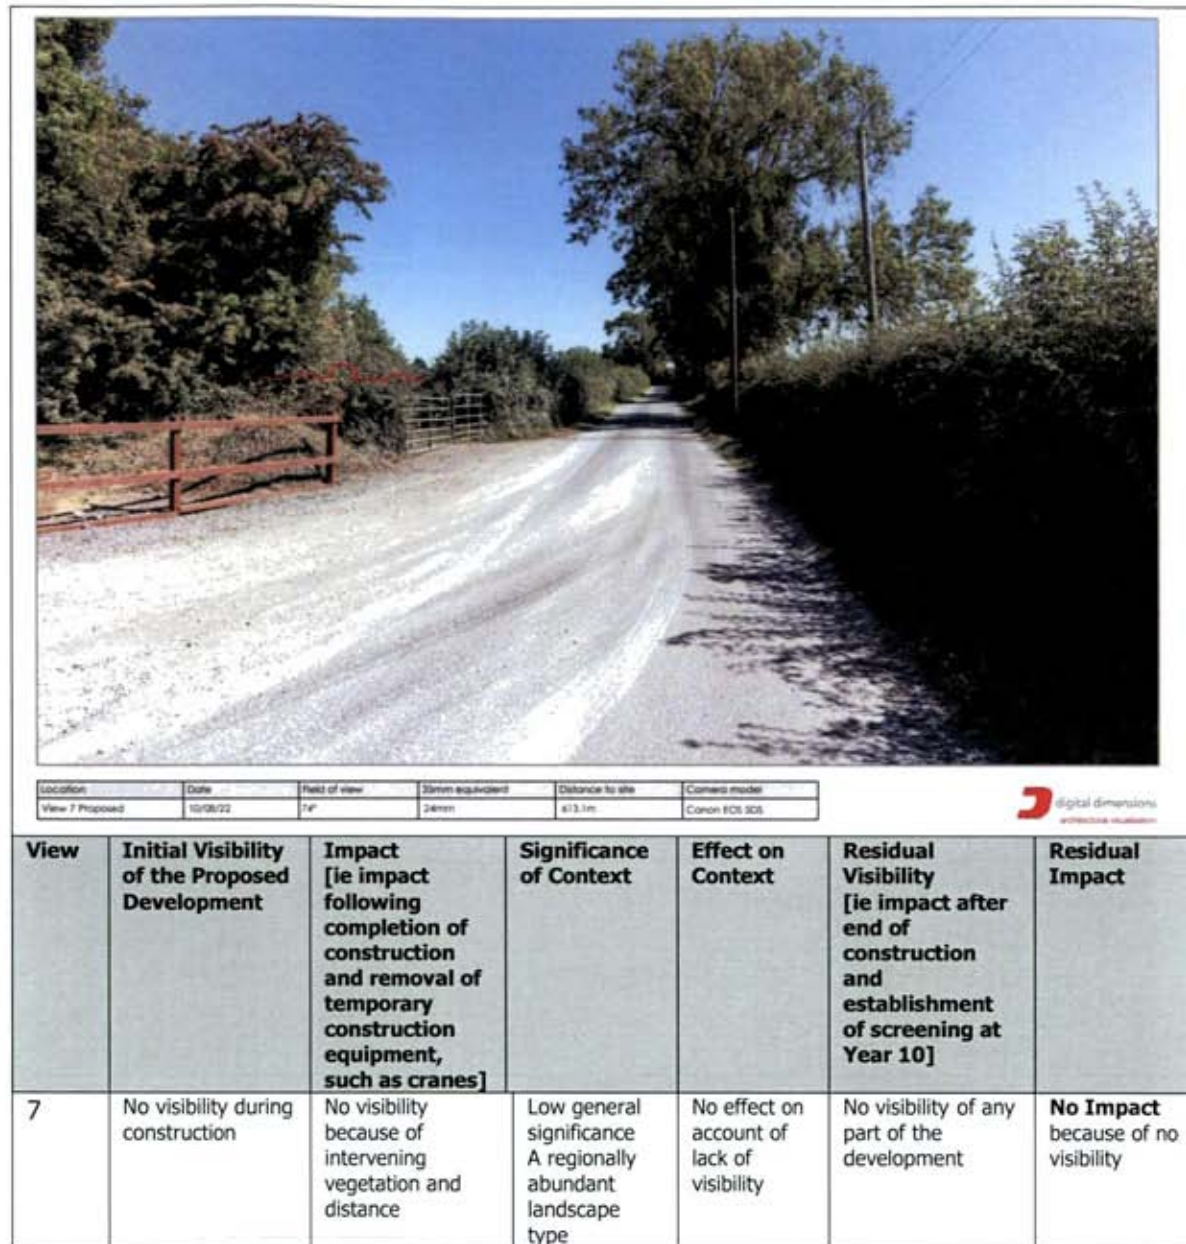 Location Date Field of view 35mm equivalent Distance to site Camera model
View 7 Proposed 10/08/22 74° 24mm 613.1m Canon EOS 5DS
digital dimensions
architectural visualisation
View Initial Visibility of the Proposed Development Impact [ie impact following completion of construction and removal of temporary construction equipment, such as cranes] Significance of Context Effect on Context Residual Visibility [ie impact after end of construction and establishment of screening at Year 10] Residual Impact
7 No visibility during construction No visibility because of intervening vegetation and distance Low general significance A regionally abundant landscape type No effect on account of lack of visibility No visibility of any part of the development No Impact because of no visibility